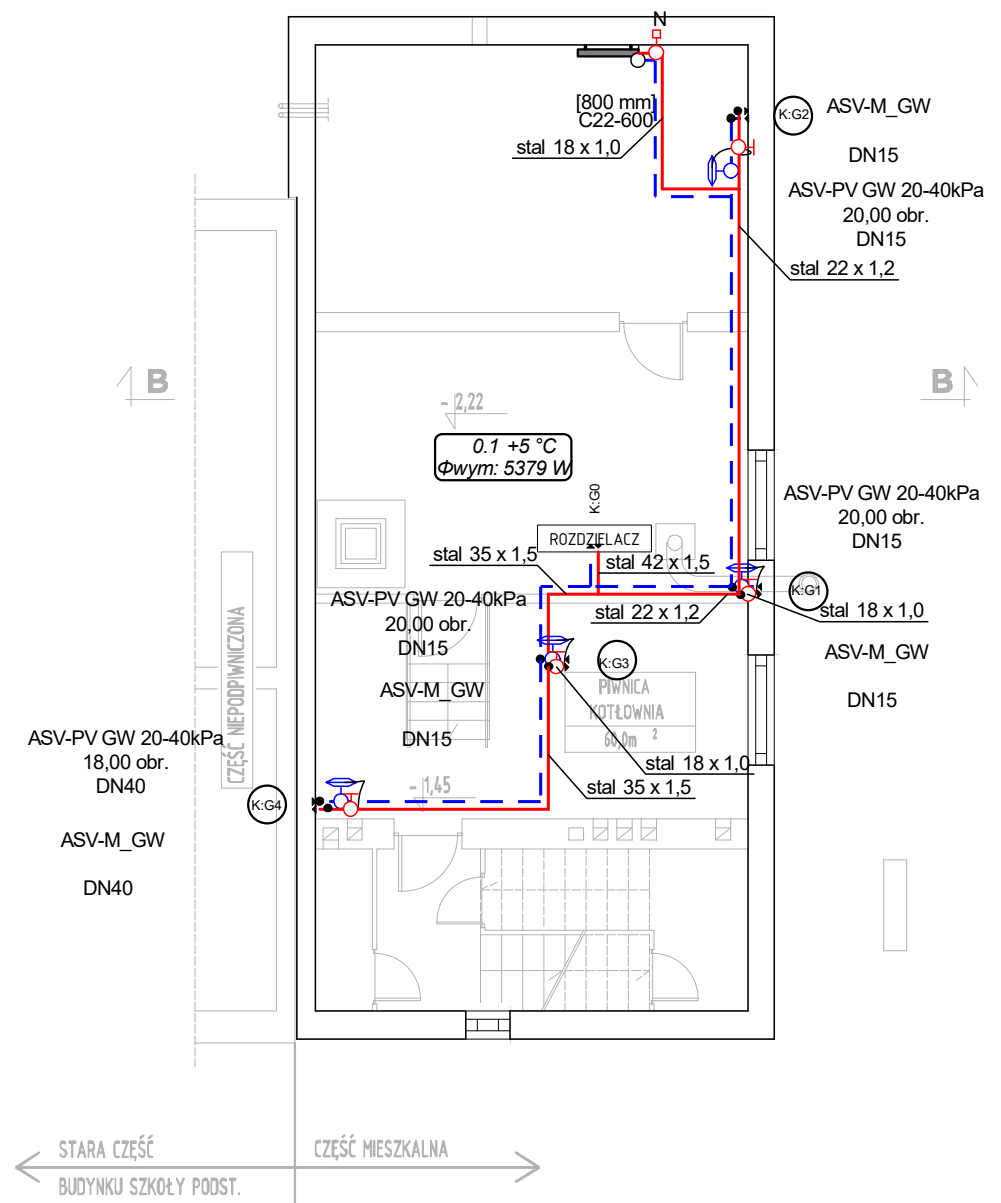 N
[800 mm]
C22-600
stal 18 x 1,0
K:G2
ASV-M_GW
DN15
ASV-PV GW 20-40kPa
20,00 obr.
DN15
stal 22 x 1,2
B
B
- 2,22
0.1 +5 °C
Φwym: 5379 W
K:G0
ROZDZIELACZ
ASV-PV GW 20-40kPa
20,00 obr.
DN15
stal 35 x 1,5
stal 42 x 1,5
K:G1
stal 18 x 1,0
stal 22 x 1,2
ASV-PV GW 20-40kPa
20,00 obr.
DN15
ASV-M_GW
DN15
K:G3
ASV-M_GW
DN15
PIWNICA
KOTŁOWNIA
60,0m 2
stal 18 x 1,0
stal 35 x 1,5
CZĘŚĆ NIEPODPIWNICZONA
ASV-PV GW 20-40kPa
18,00 obr.
DN40
K:G4
- 1,45
ASV-M_GW
DN40
STARA CZĘŚĆ
BUDYNKU SZKOŁY PODST.
CZĘŚĆ MIESZKALNA